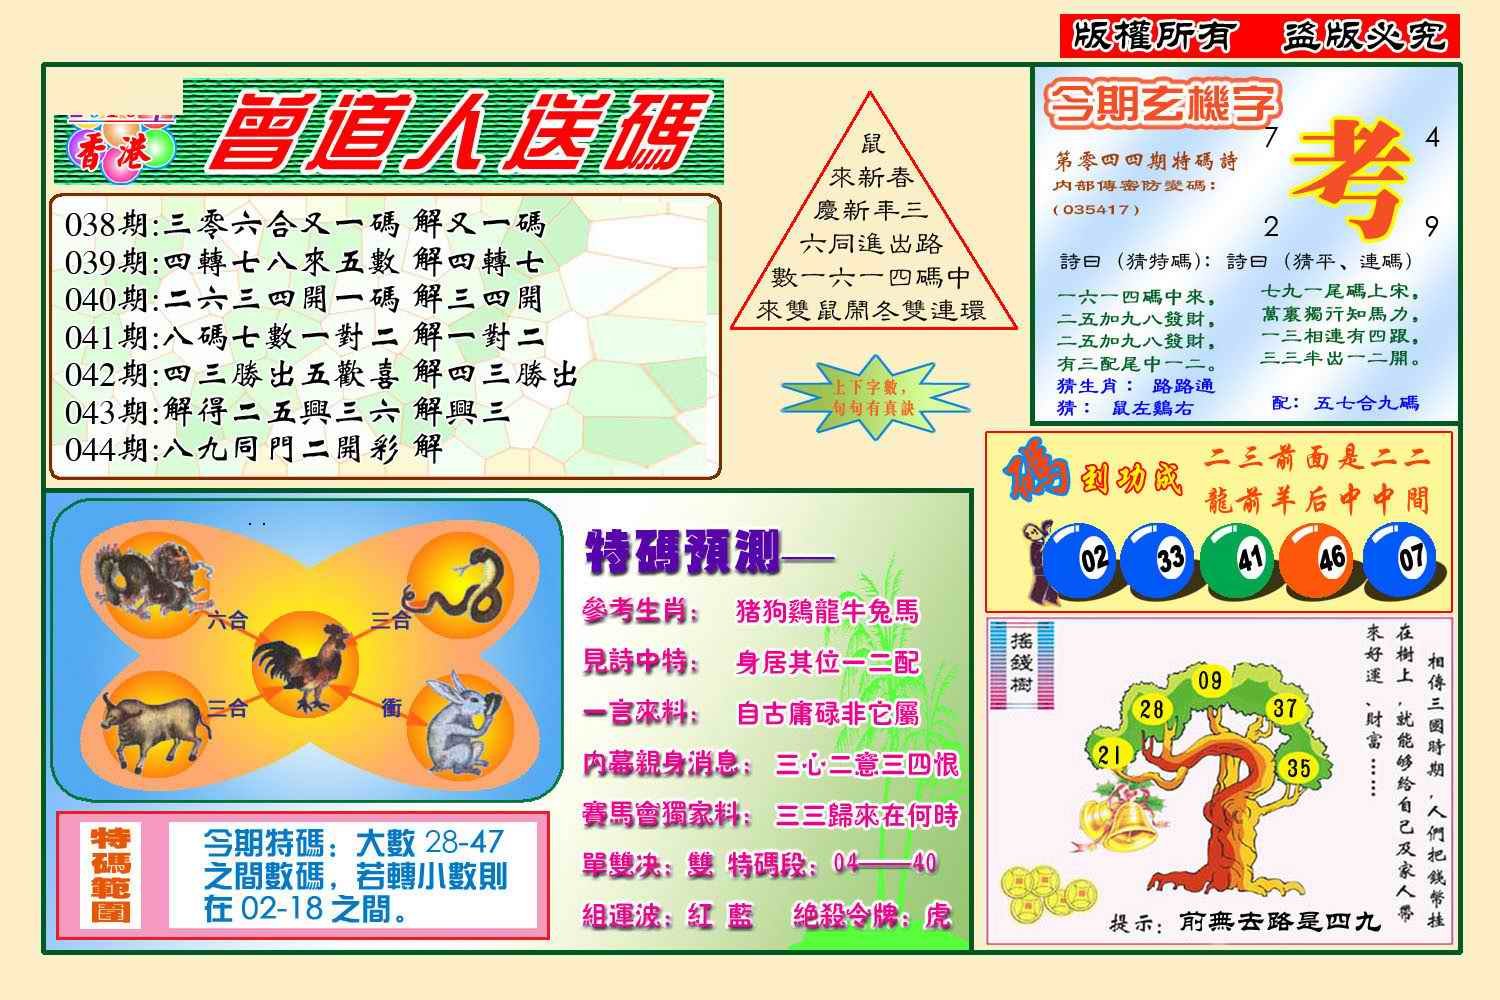 版權所有 盜版必究
香港
曾道人送碼
038期:三零六合又一碼 解又一碼
039期:四轉七八來五數 解四轉七
040期:二六三四開一碼 解三四開
041期:八碼七數一對二 解一對二
042期:四三勝出五歡喜 解四三勝出
043期:解得二五興三六 解興三
044期:八九同門二開彩 解
鼠
來新春
慶新年三
六同進出路
數一六一四碼中
來雙鼠鬧冬雙連環
上下字數，
句句有真訣
今期玄機字
第零四四期特碼詩
内部傳密防變碼：
(035417)
考
7
4
2
9
詩曰（猜特碼）：
一六一四碼中來，
二五加九八發財，
二五加九八發財，
有三配尾中一二。
猜生肖： 路路通
猜： 鼠左鷄右
詩曰（猜平、連碼）
七九一尾碼上宋，
萬裏獨行知馬力，
一三相連有四跟，
三三半出一二開。
配： 五七合九碼
碼到功成
二三前面是二二
龍前羊后中中間
02 33 41 46 07
六合
三合
三合
衝
特碼範圍
今期特碼：大數 28-47
之間數碼，若轉小數則
在 02-18 之間。
特碼預測——
參考生肖： 猪狗鷄龍牛兔馬
見詩中特： 身居其位一二配
一言來料： 自古庸碌非它屬
内幕親身消息： 三心二意三四恨
賽馬會獨家料： 三三歸來在何時
單雙决：雙 特碼段：04——40
組運波：紅 藍 絶殺令牌：虎
摇錢樹
相傳三國時期，人們把錢幣挂
在樹上，就能够給自己及家人帶
來好運、財富……
21
28
09
37
35
提示：前無去路是四九